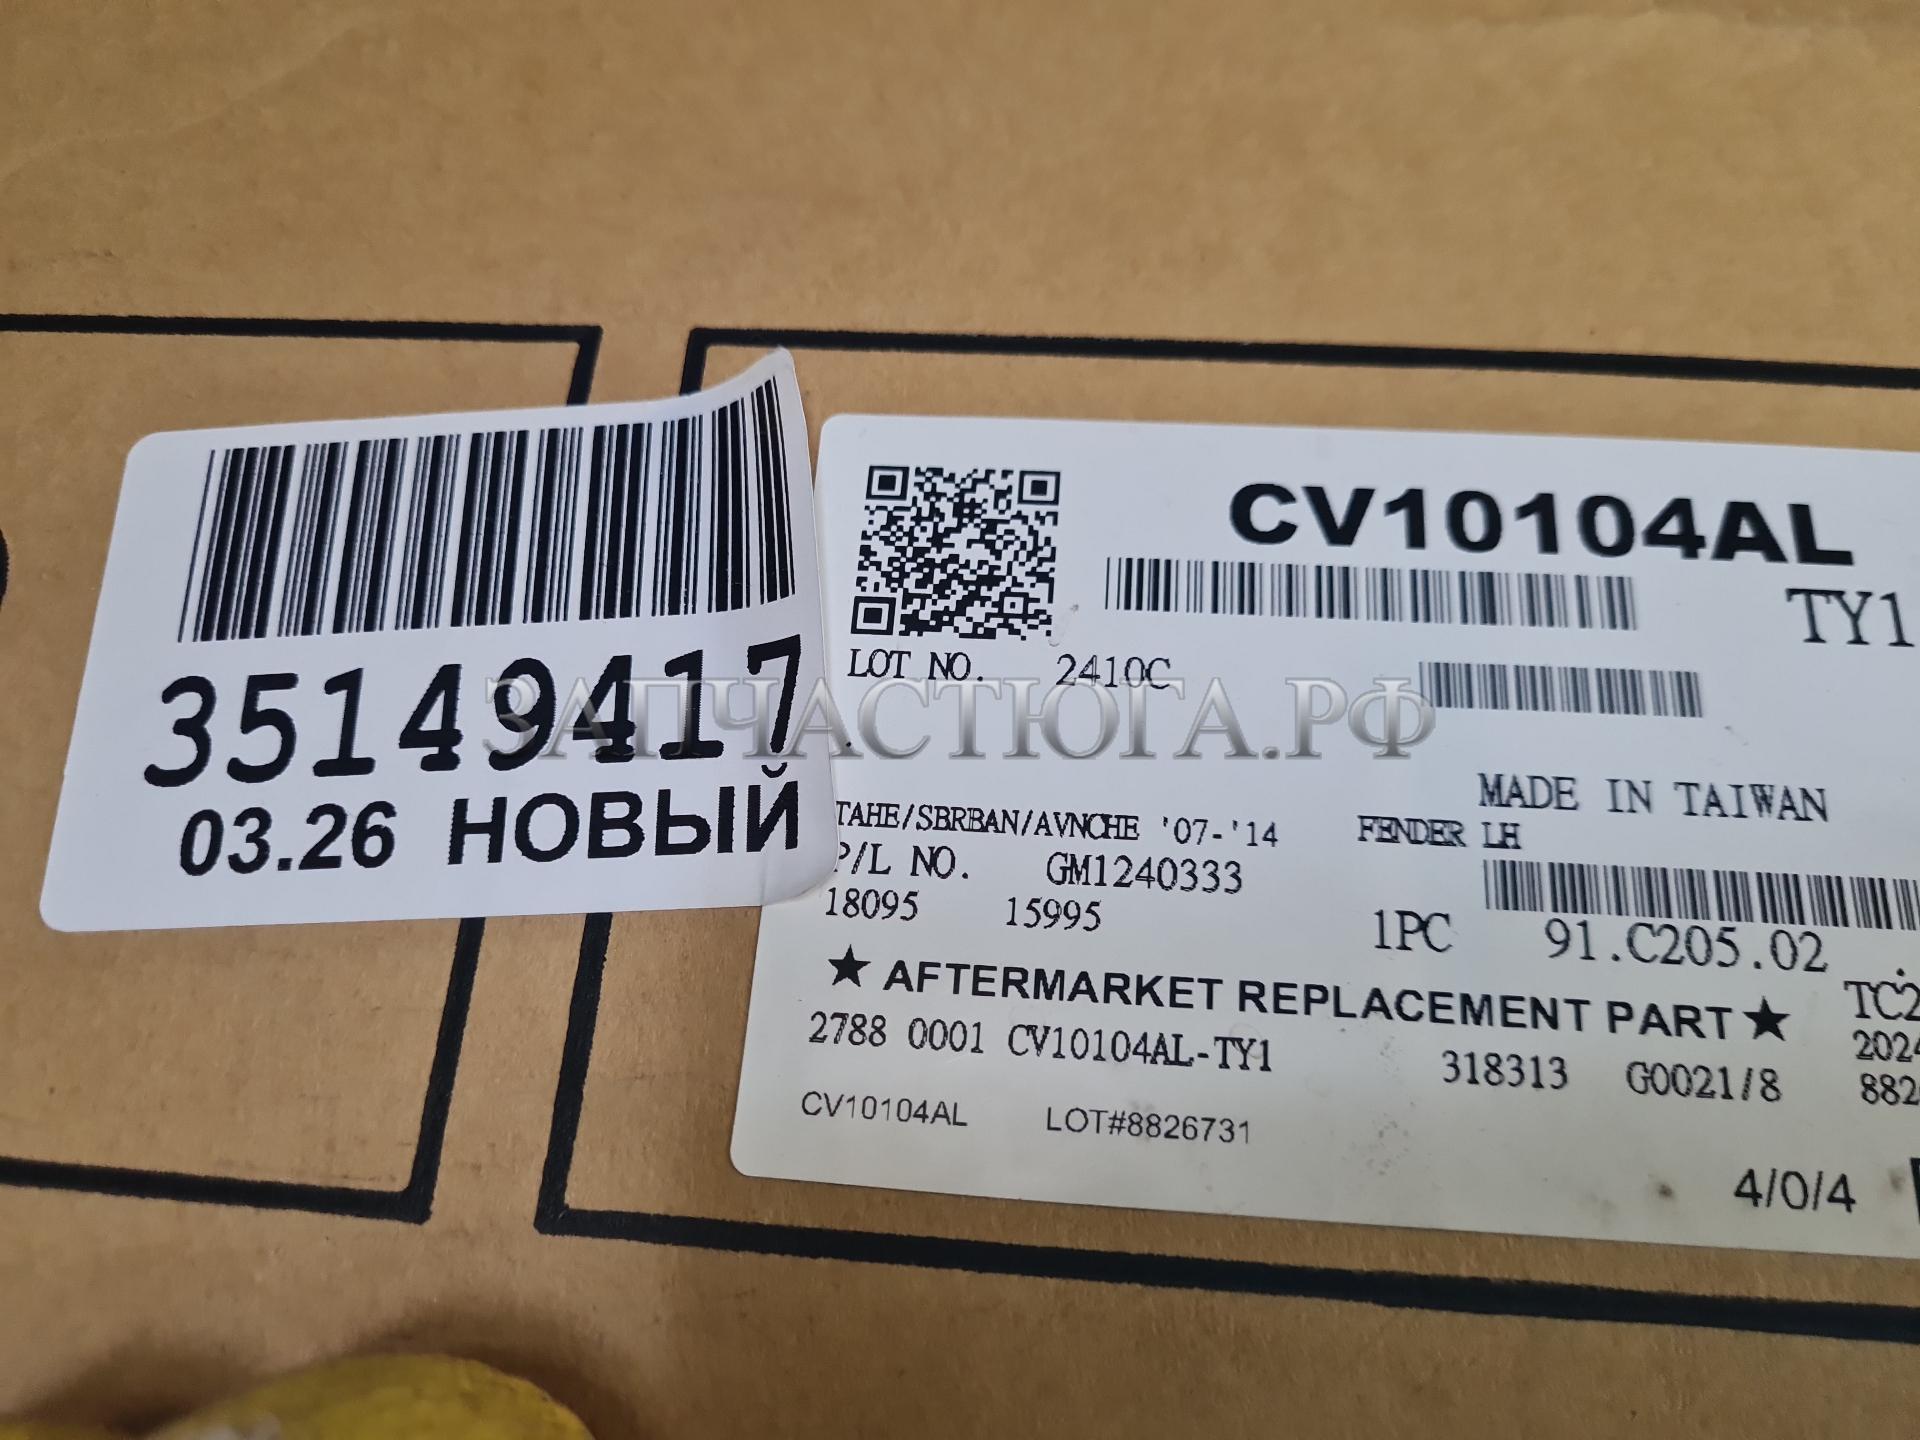 35149417
03.26 НОВЫЙ
CV10104AL
TY1
LOT NO. 2410C
ЗАПЧАСТЮГА.РФ
MADE IN TAIWAN
TAHE/SBRBAN/AVNCHE '07-'14 FENDER LH
P/L NO. GM1240333
18095 15995
1PC 91.C205.02
★ AFTERMARKET REPLACEMENT PART ★
2788 0001 CV10104AL-TY1 318313 G0021/8
CV10104AL LOT#8826731
4/0/4